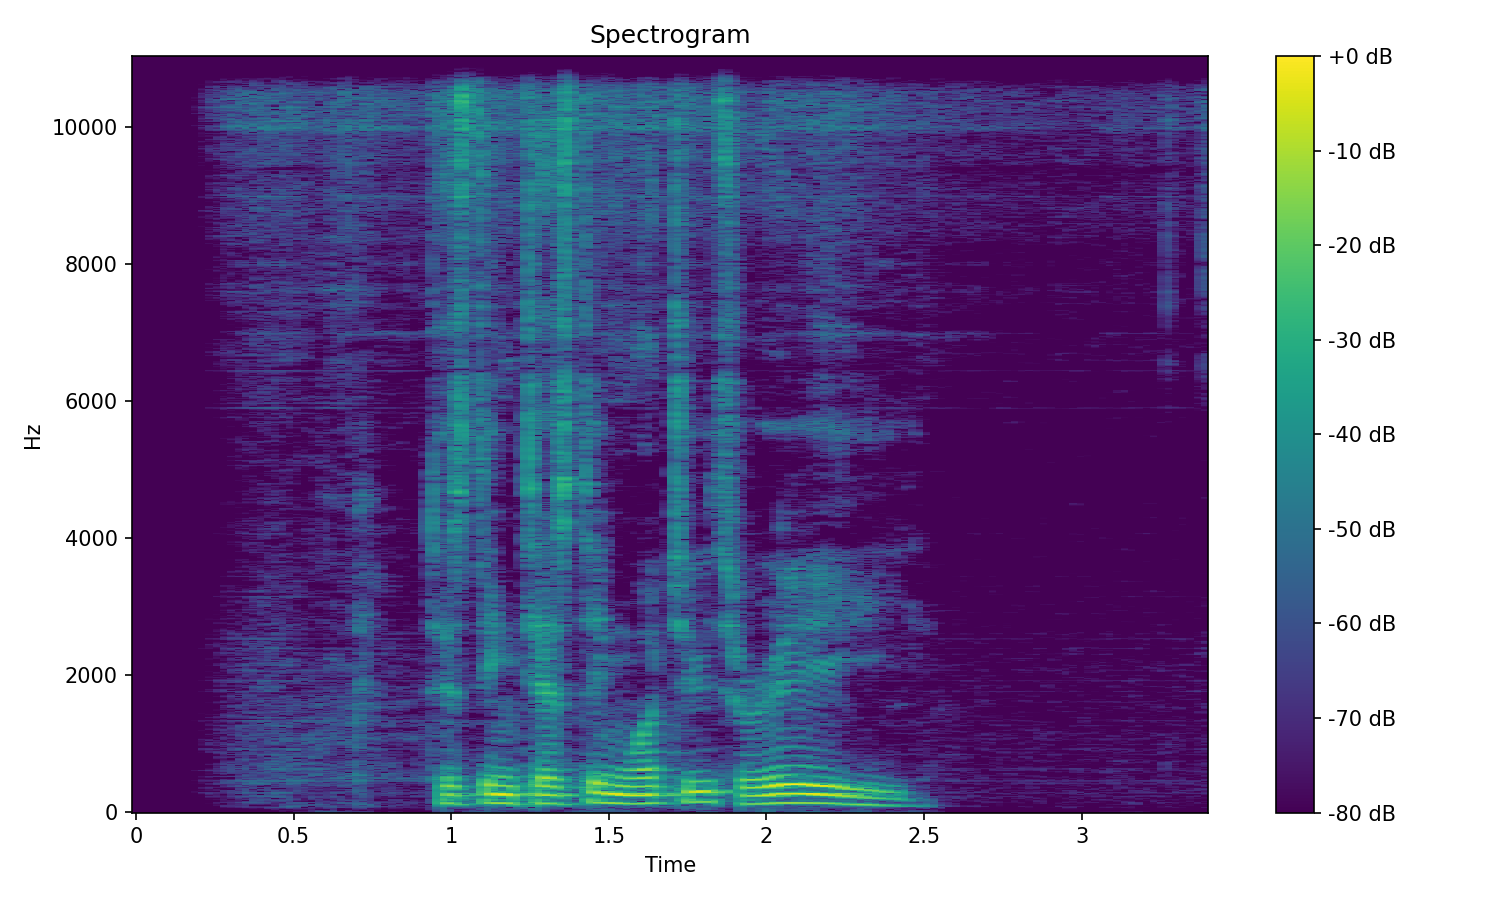 Spectrogram
+0 dB
10000
-10 dB
8000
-20 dB
-30 dB
6000
Hz
-40 dB
4000
-50 dB
-60 dB
2000
-70 dB
0
-80 dB
0 0.5 1 1.5 2 2.5 3
Time